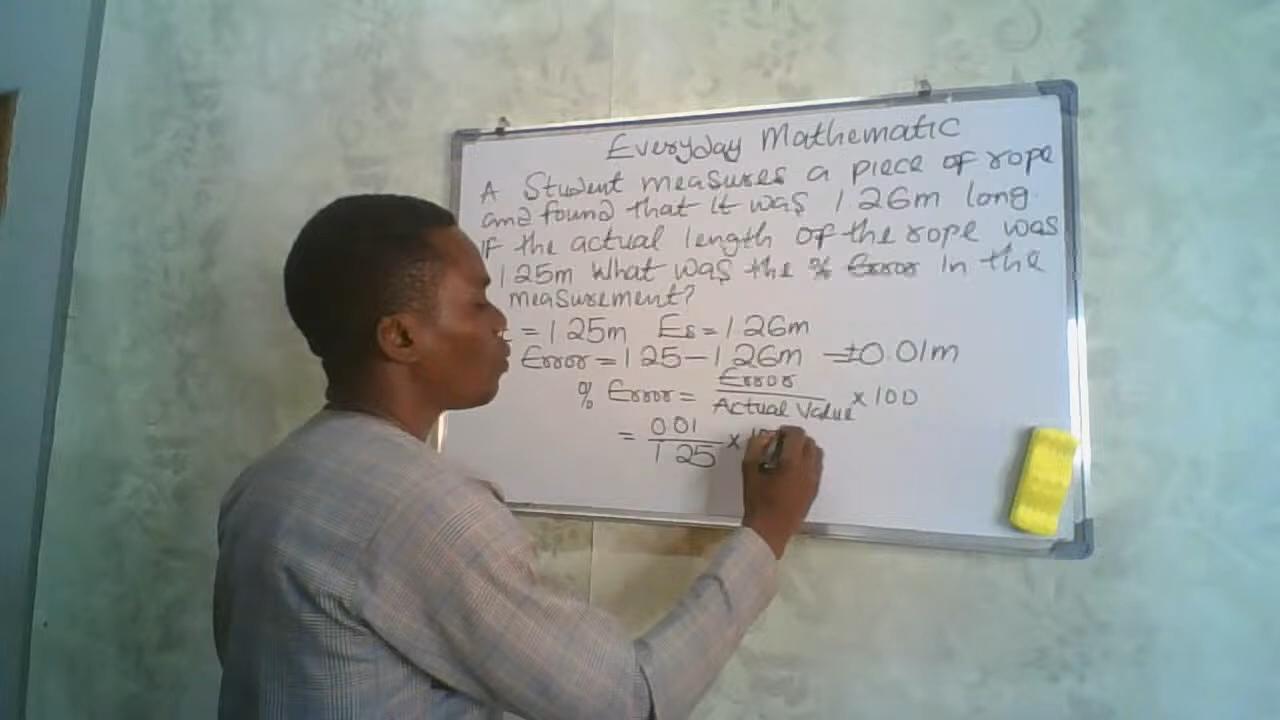 Everyday Mathematic
A Student measures a piece of rope
and found that it was 1.26m long.
If the actual length of the rope was
1.25m what was the % Error in the
measurement?
= 1.25m Es = 1.26m
Error = 1.25 - 1.26m = ±0.01m
% Error = Error / Actual Value × 100
= 0.01 / 1.25 ×